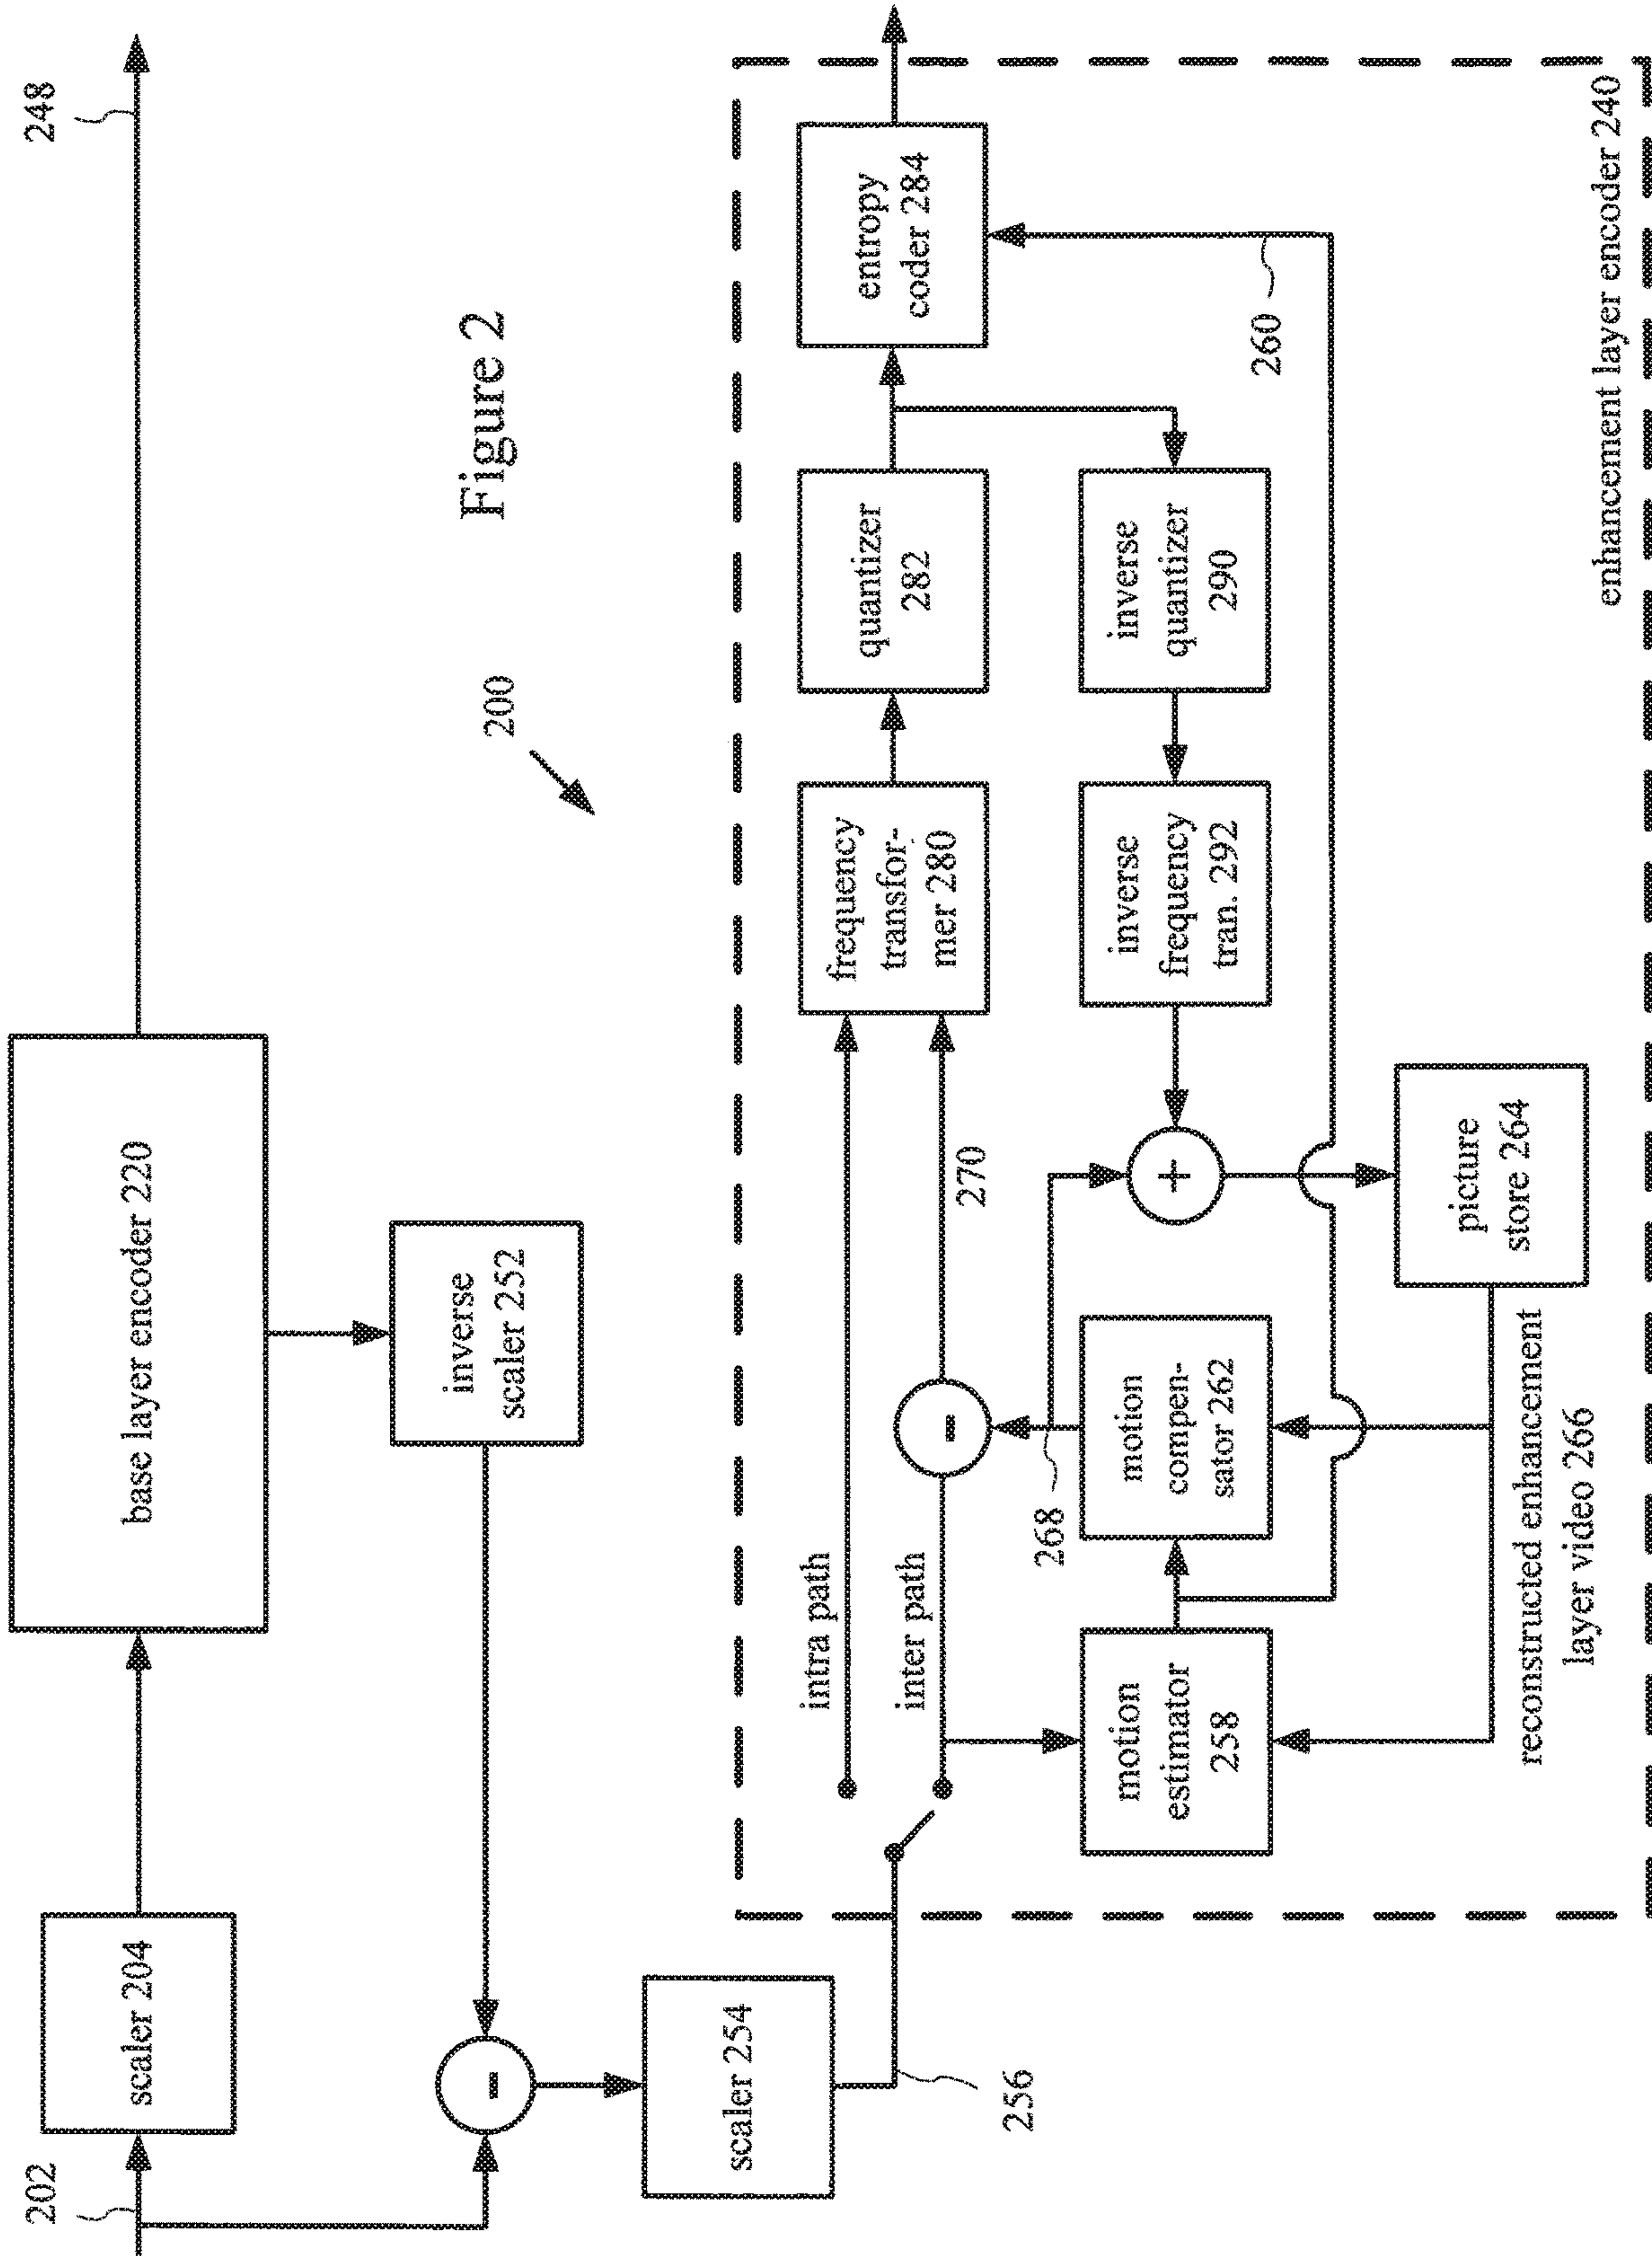 202
scaler 204
base layer encoder 220
248
inverse
scaler 252
Figure 2
200
scaler 254
256
intra path
inter path
270
268
frequency
transfor-
mer 280
quantizer
282
entropy
coder 284
motion
estimator
258
motion
compen-
sator 262
inverse
frequency
tran. 292
inverse
quantizer
290
260
picture
store 264
reconstructed enhancement
layer video 266
enhancement layer encoder 240